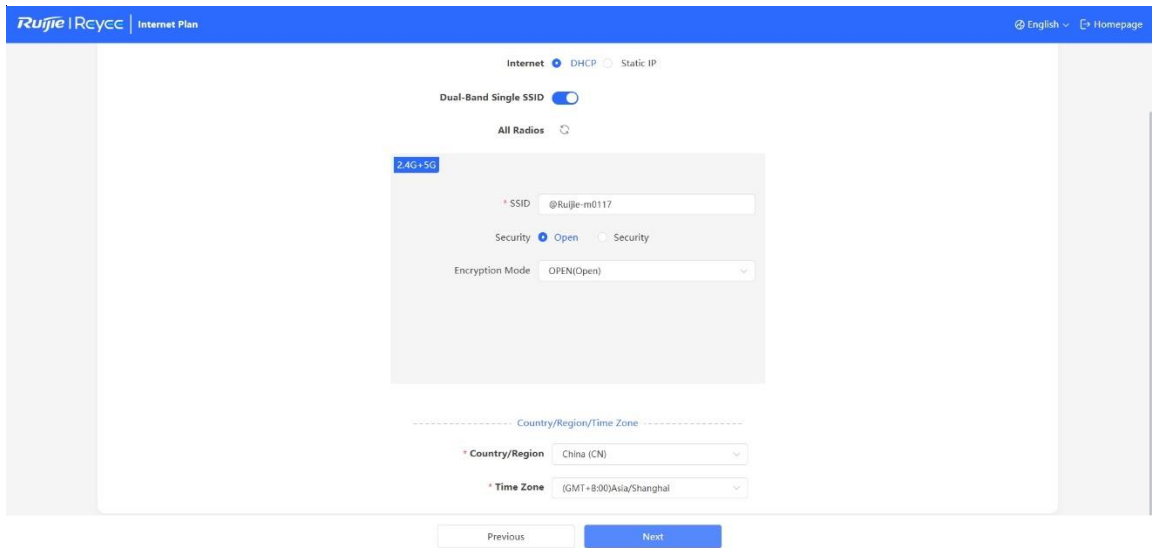 Ruijie | Rcycc | Internet Plan English Homepage
Internet DHCP Static IP
Dual-Band Single SSID
All Radios
2.4G+5G
* SSID @Ruijie-m0117
Security Open Security
Encryption Mode OPEN(Open)
Country/Region/Time Zone
* Country/Region China (CN)
* Time Zone (GMT+8:00)Asia/Shanghai
Previous Next